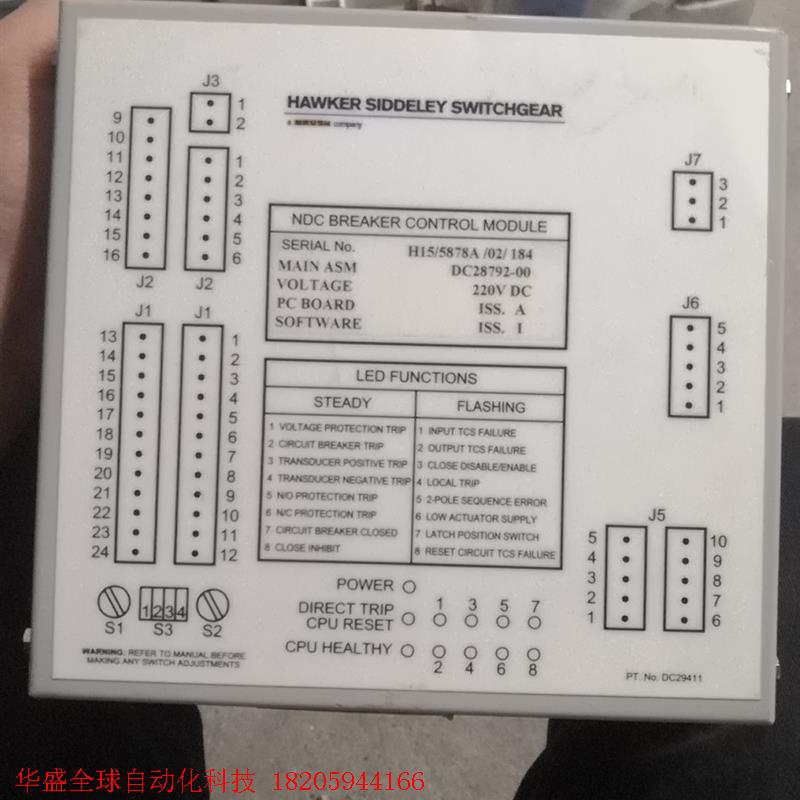 HAWKER SIDDELEY SWITCHGEAR
a BRUSH company
J3
1
2
9
10
11
12
13
14
15
16
J2
1
2
3
4
5
6
J2
J1
13
14
15
16
17
18
19
20
21
22
23
24
J1
1
2
3
4
5
6
7
8
9
10
11
12
NDC BREAKER CONTROL MODULE
SERIAL No. H15/5878A /02/ 184
MAIN ASM DC28792-00
VOLTAGE 220V DC
PC BOARD ISS. A
SOFTWARE ISS. I
LED FUNCTIONS
STEADY FLASHING
1 VOLTAGE PROTECTION TRIP 1 INPUT TCS FAILURE
2 CIRCUIT BREAKER TRIP 2 OUTPUT TCS FAILURE
3 TRANSDUCER POSITIVE TRIP 3 CLOSE DISABLE/ENABLE
4 TRANSDUCER NEGATIVE TRIP 4 LOCAL TRIP
5 N/O PROTECTION TRIP 5 2-POLE SEQUENCE ERROR
6 N/C PROTECTION TRIP 6 LOW ACTUATOR SUPPLY
7 CIRCUIT BREAKER CLOSED 7 LATCH POSITION SWITCH
8 CLOSE INHIBIT 8 RESET CIRCUIT TCS FAILURE
J7
3
2
1
J6
5
4
3
2
1
J5
5
4
3
2
1
10
9
8
7
6
1 2 3 4
S1 S3 S2
WARNING: REFER TO MANUAL BEFORE
MAKING ANY SWITCH ADJUSTMENTS
POWER
DIRECT TRIP 1 3 5 7
CPU RESET
CPU HEALTHY
2 4 6 8
PT. No. DC29411
华盛全球自动化科技 18205944166